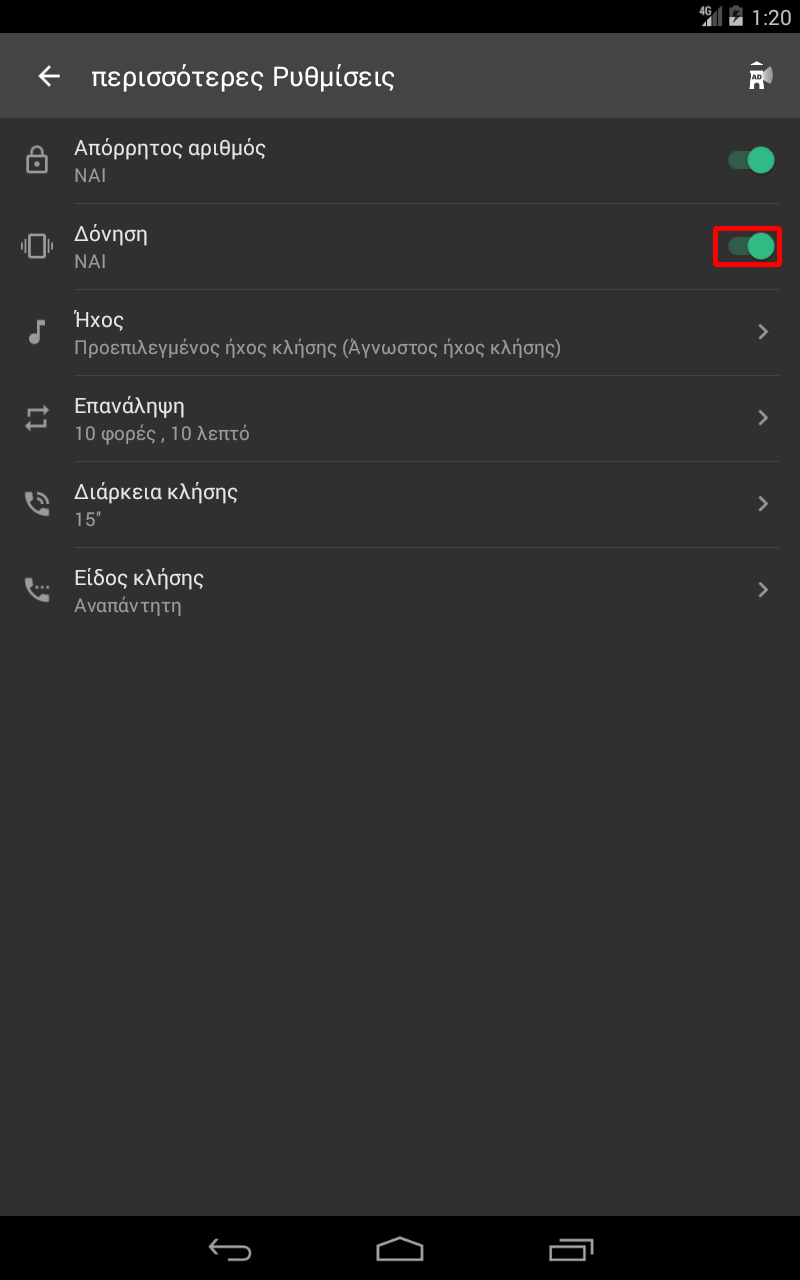 4G 1:20
περισσότερες Ρυθμίσεις
AD
Απόρρητος αριθμός
ΝΑΙ
Δόνηση
ΝΑΙ
Ήχος
Προεπιλεγμένος ήχος κλήσης (Άγνωστος ήχος κλήσης)
Επανάληψη
10 φορές , 10 λεπτό
Διάρκεια κλήσης
15"
Είδος κλήσης
Αναπάντητη